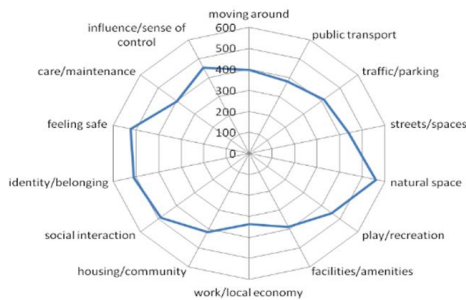 moving around
600
500
400
300
200
100
0
public transport
traffic/parking
streets/spaces
natural space
play/recreation
facilities/amenities
work/local economy
housing/community
social interaction
identity/belonging
feeling safe
care/maintenance
influence/sense of
control